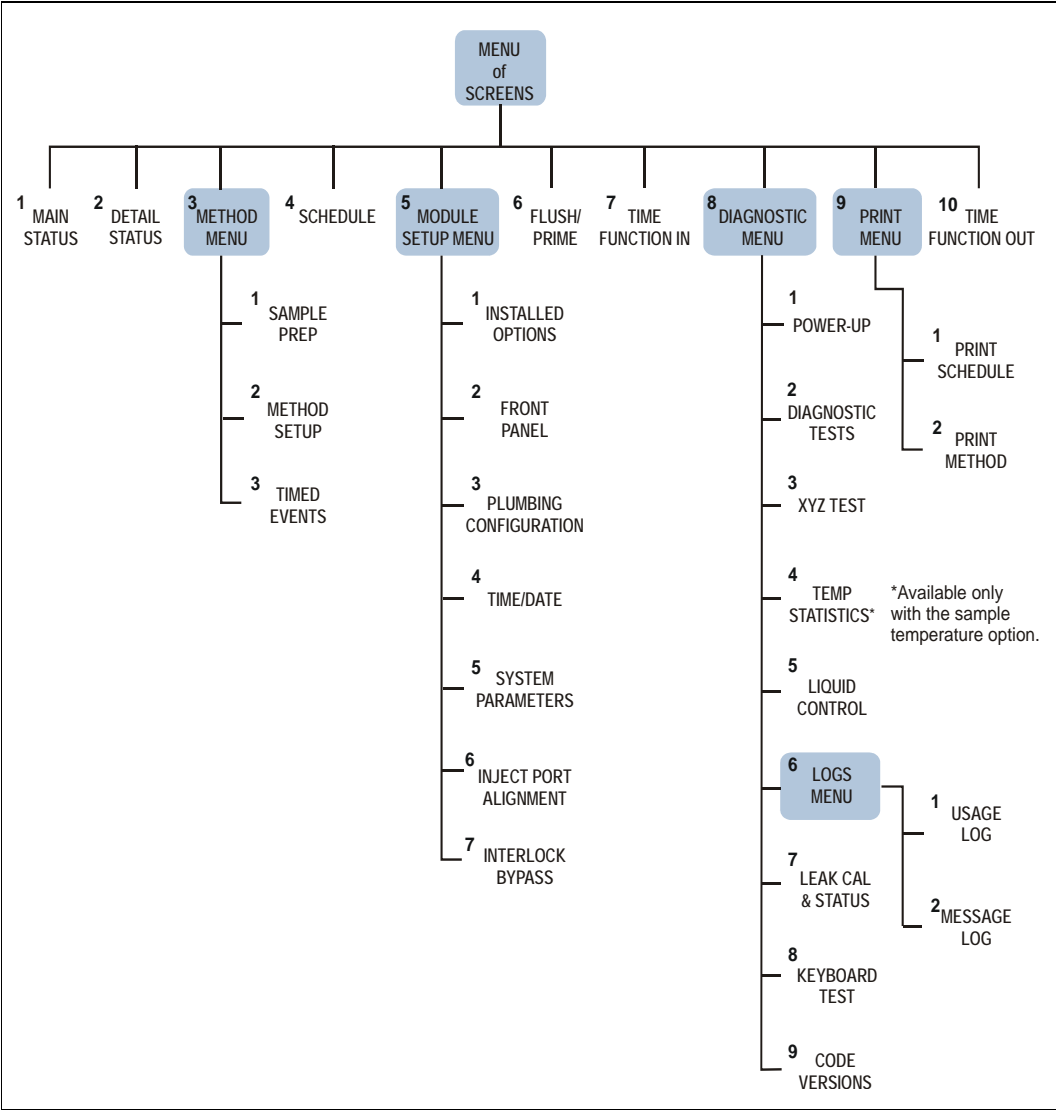 MENU
of
SCREENS
1 MAIN
STATUS
2 DETAIL
STATUS
3 METHOD
MENU
4 SCHEDULE
5 MODULE
SETUP MENU
6 FLUSH/
PRIME
7 TIME
FUNCTION IN
8 DIAGNOSTIC
MENU
9 PRINT
MENU
10 TIME
FUNCTION OUT
1 SAMPLE
PREP
2 METHOD
SETUP
3 TIMED
EVENTS
1 INSTALLED
OPTIONS
2 FRONT
PANEL
3 PLUMBING
CONFIGURATION
4 TIME/DATE
5 SYSTEM
PARAMETERS
6 INJECT PORT
ALIGNMENT
7 INTERLOCK
BYPASS
1
POWER-UP
2
DIAGNOSTIC
TESTS
3
XYZ TEST
4
TEMP
STATISTICS*
*Available only
with the sample
temperature option.
5
LIQUID
CONTROL
6 LOGS
MENU
1 USAGE
LOG
2 MESSAGE
LOG
7
LEAK CAL
& STATUS
8
KEYBOARD
TEST
9 CODE
VERSIONS
1 PRINT
SCHEDULE
2 PRINT
METHOD